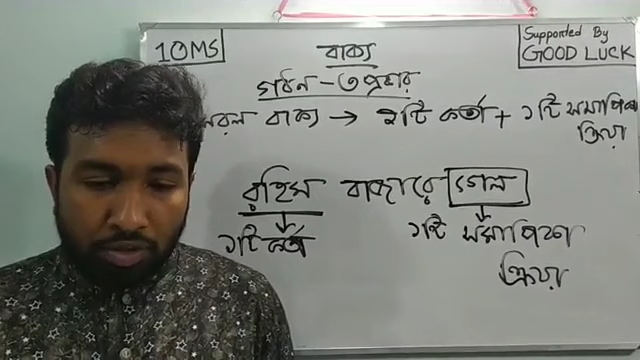 10MS
Supported By
GOOD LUCK
বাক্য
গঠন - ৩ প্রকার
সরল বাক্য → ১টি কর্তা + ১টি সমাপিকা
ক্রিয়া
রহিম বাজারে গেল
১টি কর্তা
১টি সমাপিকা
ক্রিয়া